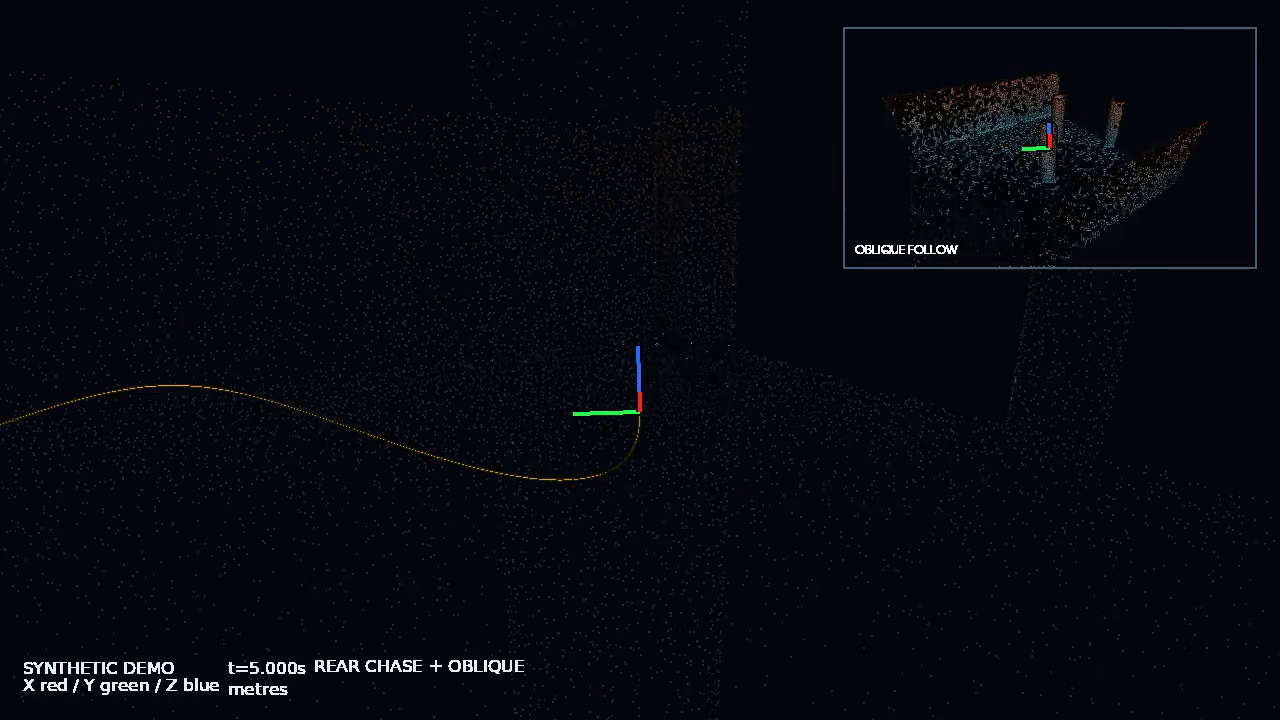 OBLIQUE FOLLOW
SYNTHETIC DEMO t=5.000s REAR CHASE + OBLIQUE
X red / Y green / Z blue metres